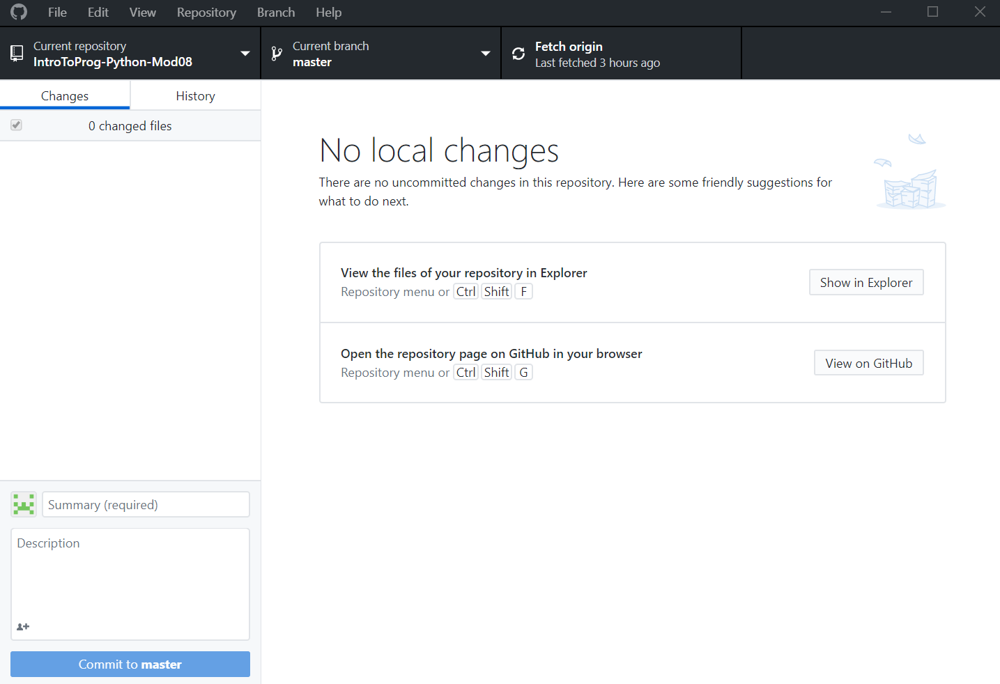 File Edit View Repository Branch Help
Current repository
IntroToProg-Python-Mod08
Current branch
master
Fetch origin
Last fetched 3 hours ago
Changes History
0 changed files
No local changes
There are no uncommitted changes in this repository. Here are some friendly suggestions for
what to do next.
View the files of your repository in Explorer
Repository menu or Ctrl Shift F
Show in Explorer
Open the repository page on GitHub in your browser
Repository menu or Ctrl Shift G
View on GitHub
Summary (required)
Description
Commit to master